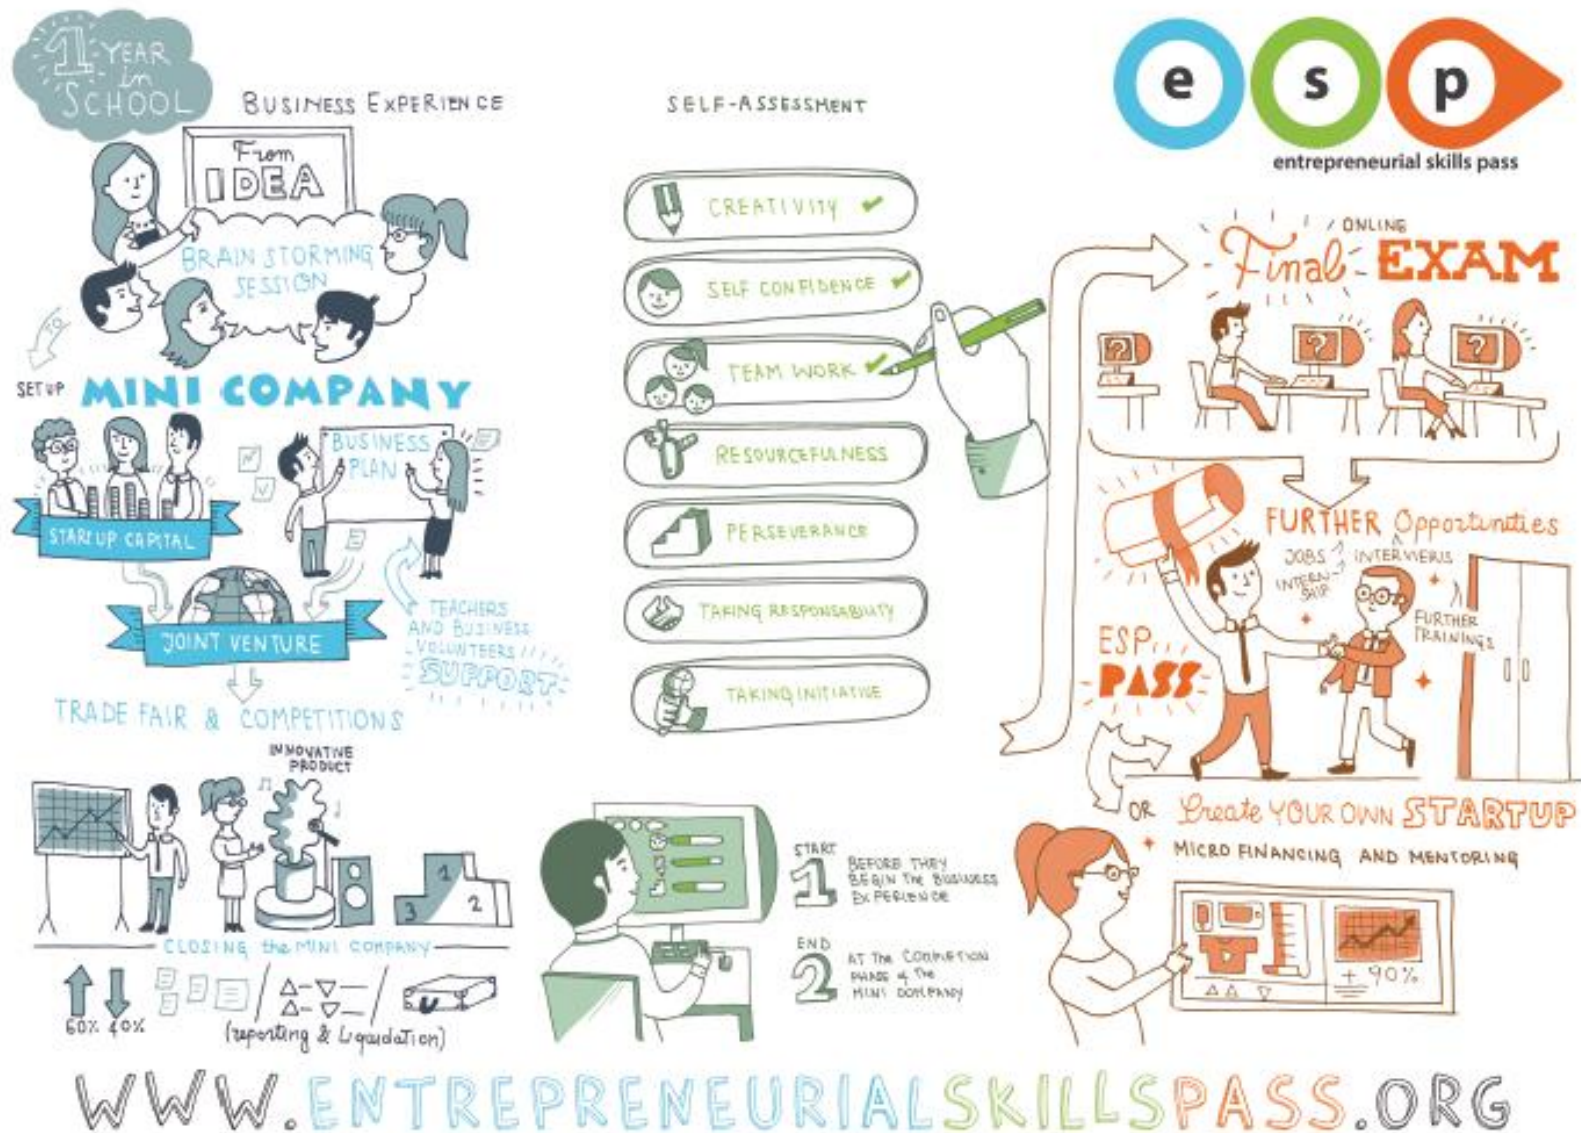 1 YEAR
in
SCHOOL
BUSINESS EXPERIENCE
From
IDEA
BRAIN STORMING
SESSION
TO
SET UP MINI COMPANY
STARTUP CAPITAL
BUSINESS
PLAN
JOINT VENTURE
TEACHERS
AND BUSINESS
VOLUNTEERS
SUPPORT
TRADE FAIR & COMPETITIONS
INNOVATIVE
PRODUCT
1
2
3
CLOSING the MINI COMPANY
60% 40%
(reporting & Liquidation)
SELF-ASSESSMENT
CREATIVITY
SELF CONFIDENCE
TEAM WORK
RESOURCEFULNESS
PERSEVERANCE
TAKING RESPONSABILITY
TAKING INITIATIVE
START
1
BEFORE THEY
BEGIN THE BUSINESS
EXPERIENCE
END
2
AT THE COMPLETION
PHASE of THE
MINI COMPANY
e s p
entrepreneurial skills pass
ONLINE
Final EXAM
? ? ?
FURTHER Opportunities
JOBS INTERVIEWS
INTERN-
SHIP
FURTHER
TRAININGS
ESP
PASS
OR Create YOUR OWN STARTUP
+ MICRO FINANCING AND MENTORING
+ 90%
WWW.ENTREPRENEURIALSKILLSPASS.ORG